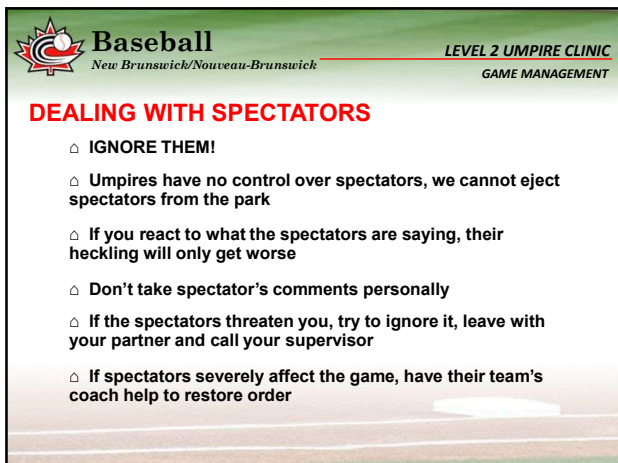 Baseball
New Brunswick/Nouveau-Brunswick
LEVEL 2 UMPIRE CLINIC
GAME MANAGEMENT
DEALING WITH SPECTATORS
⌂ IGNORE THEM!
⌂ Umpires have no control over spectators, we cannot eject
spectators from the park
⌂ If you react to what the spectators are saying, their
heckling will only get worse
⌂ Don't take spectator's comments personally
⌂ If the spectators threaten you, try to ignore it, leave with
your partner and call your supervisor
⌂ If spectators severely affect the game, have their team's
coach help to restore order